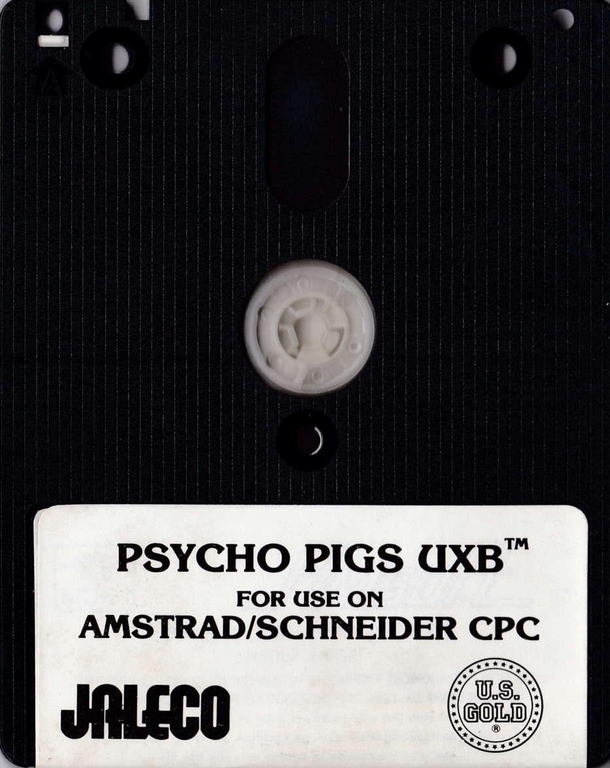 PSYCHO PIGS UXB™
FOR USE ON
AMSTRAD/SCHNEIDER CPC
JALECO
U.S.
GOLD
®